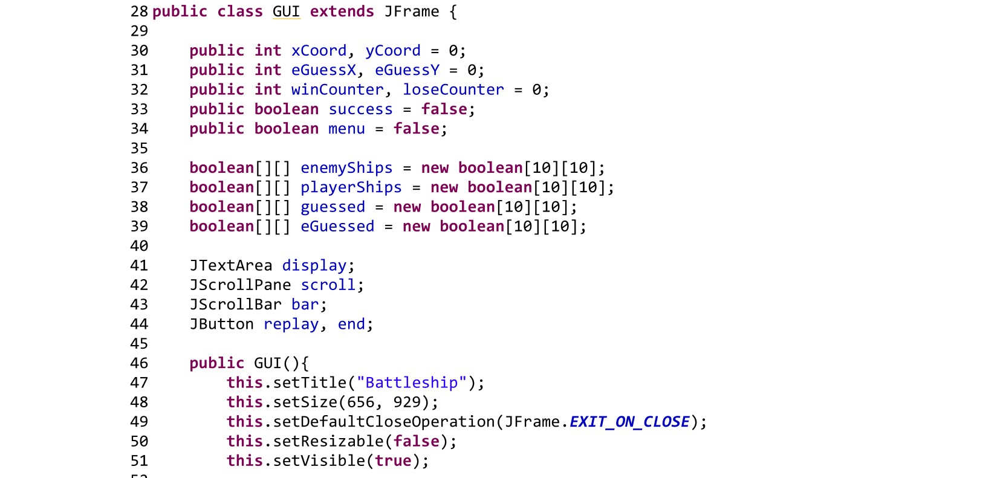 28 public class GUI extends JFrame {
29
30     public int xCoord, yCoord = 0;
31     public int eGuessX, eGuessY = 0;
32     public int winCounter, loseCounter = 0;
33     public boolean success = false;
34     public boolean menu = false;
35
36     boolean[][] enemyShips = new boolean[10][10];
37     boolean[][] playerShips = new boolean[10][10];
38     boolean[][] guessed = new boolean[10][10];
39     boolean[][] eGuessed = new boolean[10][10];
40
41     JTextArea display;
42     JScrollPane scroll;
43     JScrollBar bar;
44     JButton replay, end;
45
46     public GUI(){
47         this.setTitle("Battleship");
48         this.setSize(656, 929);
49         this.setDefaultCloseOperation(JFrame.EXIT_ON_CLOSE);
50         this.setResizable(false);
51         this.setVisible(true);